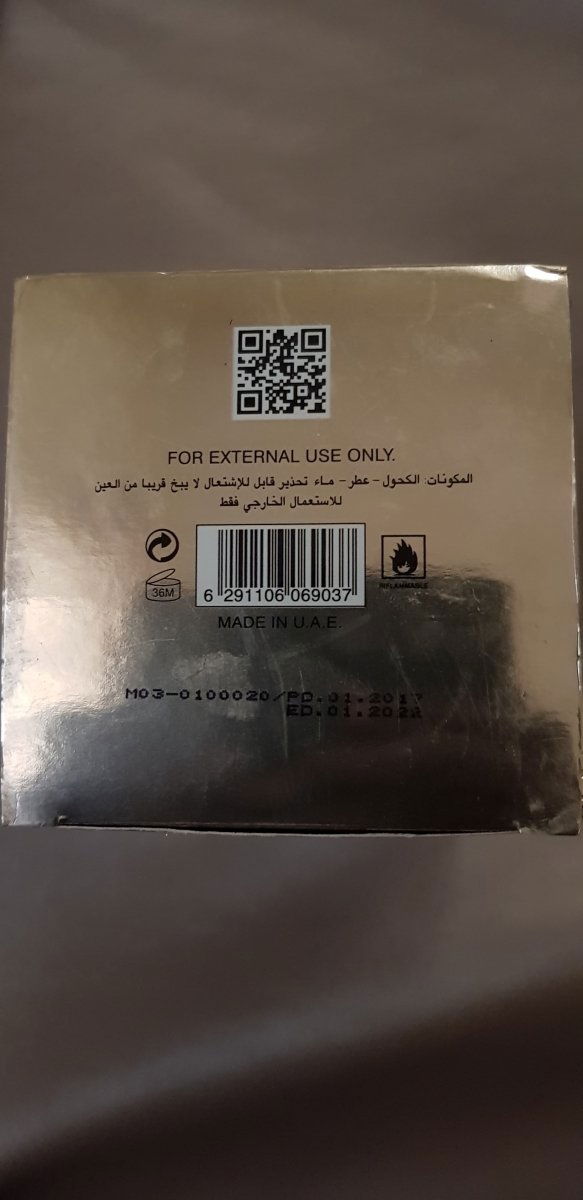 FOR EXTERNAL USE ONLY.
المكونات: الكحول - عطر - ماء تحذير قابل للإشتعال لا يبخ قريبا من العين
للاستعمال الخارجي فقط
36M
6 291106 069037
INFLAMMABLE
MADE IN U.A.E.
M03-0100020/PD.01.2017
ED.01.2022